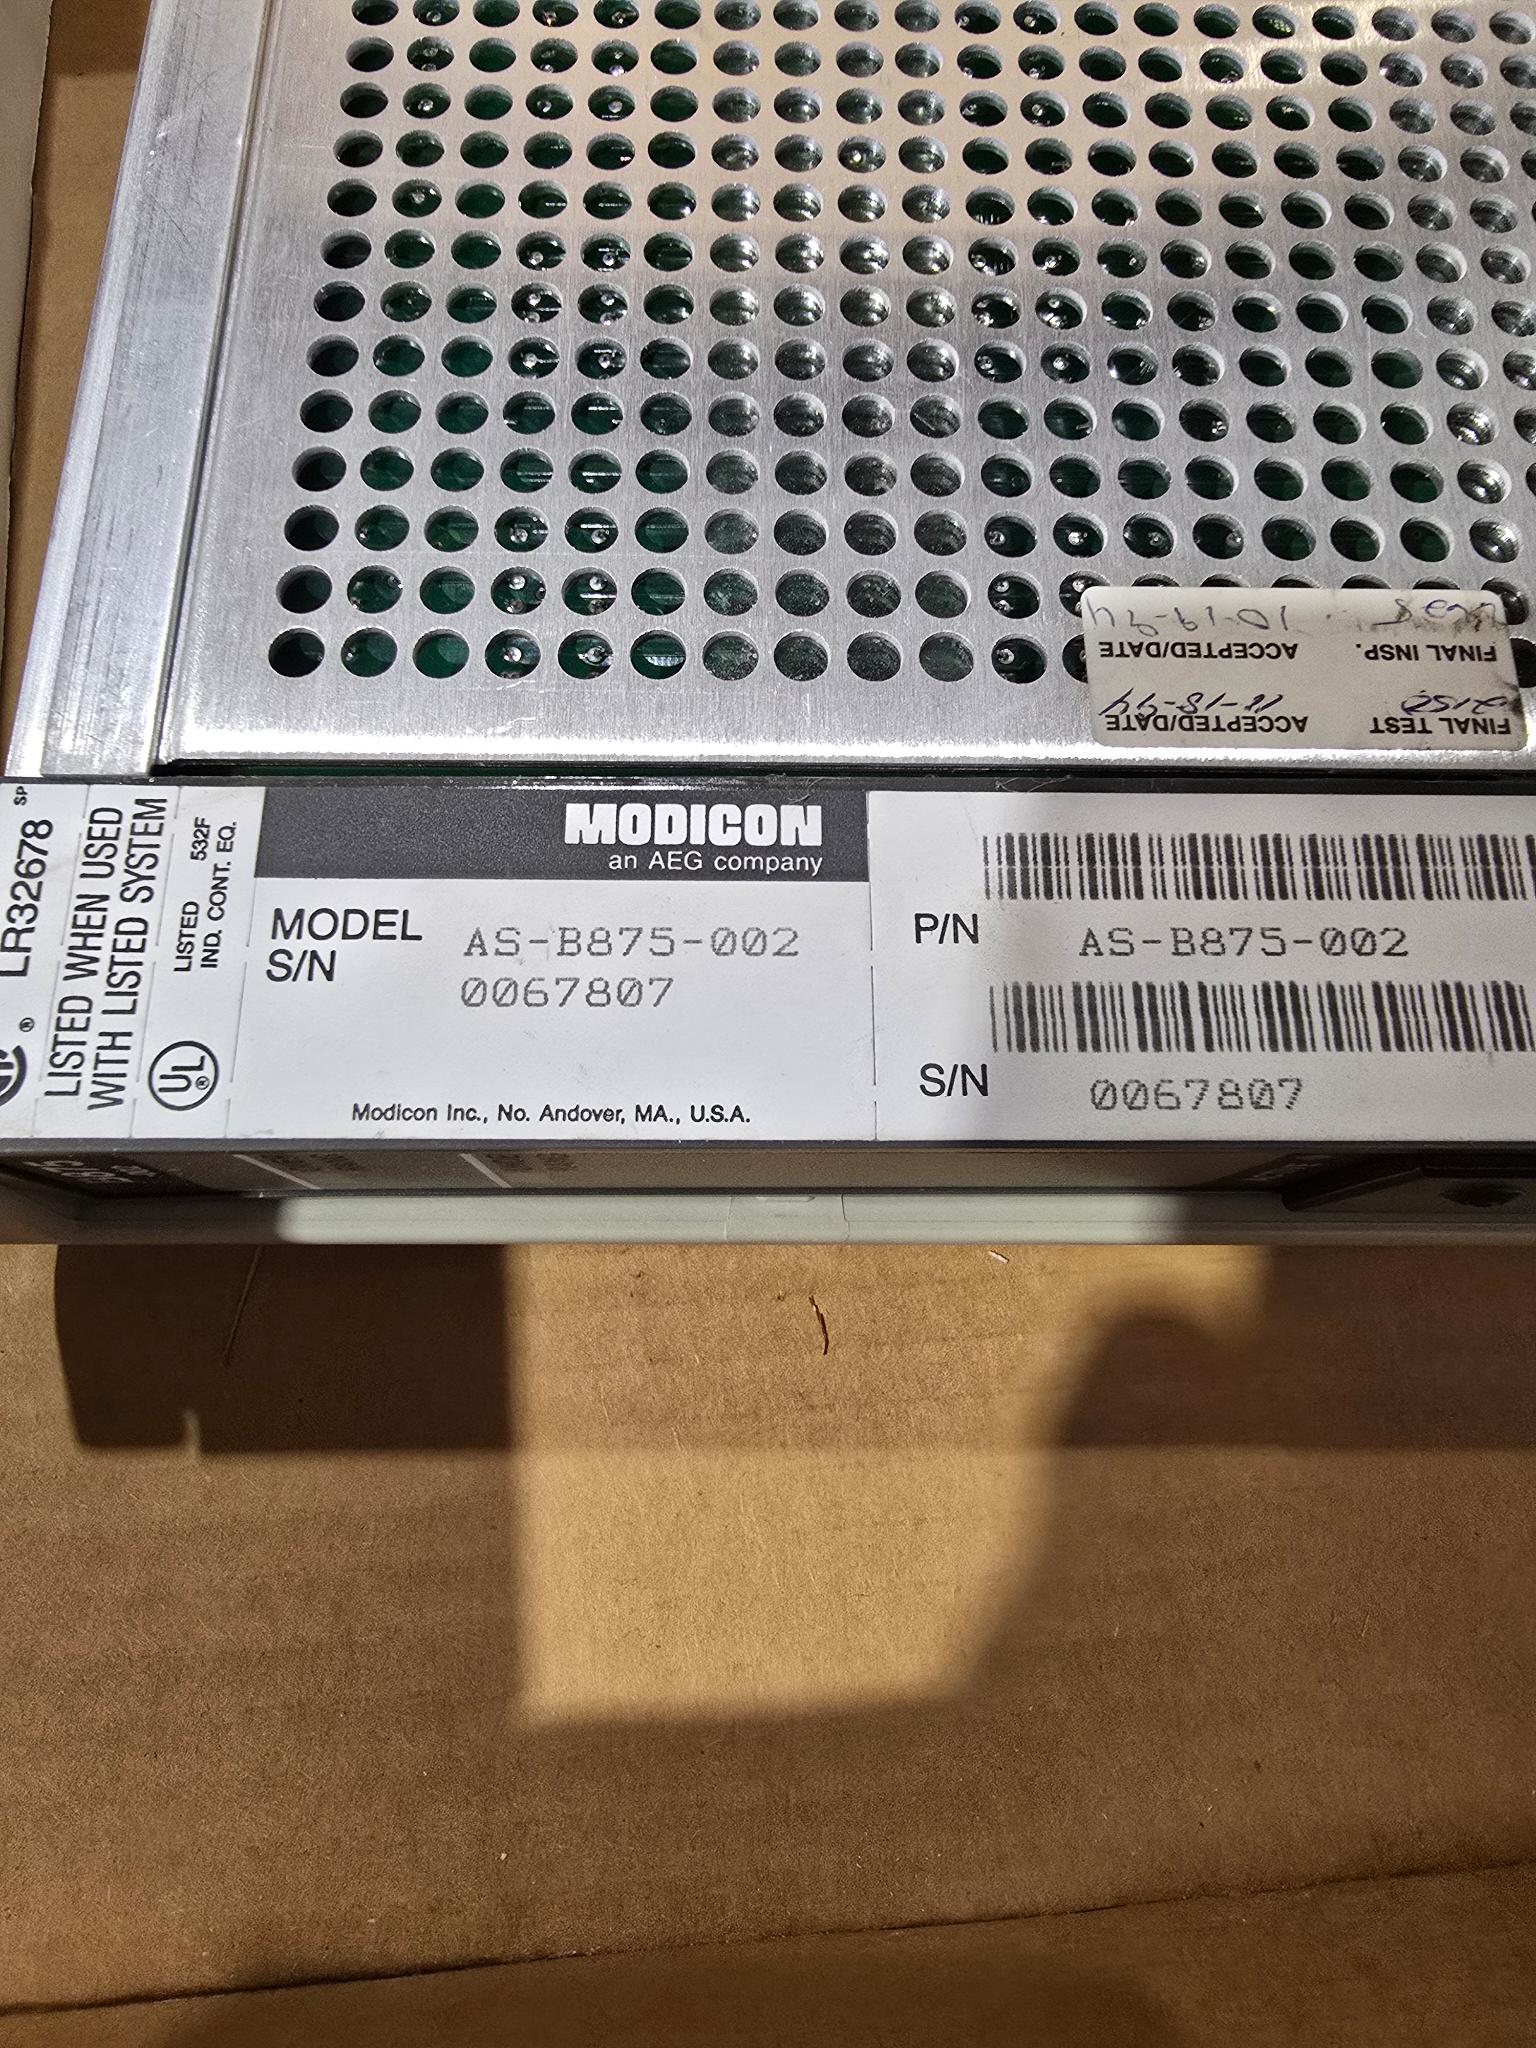 FINAL TEST ACCEPTED/DATE
FINAL INSP. ACCEPTED/DATE
LR32678
SP
®
LISTED WHEN USED
WITH LISTED SYSTEM
LISTED 532F
IND. CONT. EQ.
UL®
MODICON
an AEG company
MODEL AS-B875-002
S/N 0067807
Modicon Inc., No. Andover, MA., U.S.A.
P/N AS-B875-002
S/N 0067807